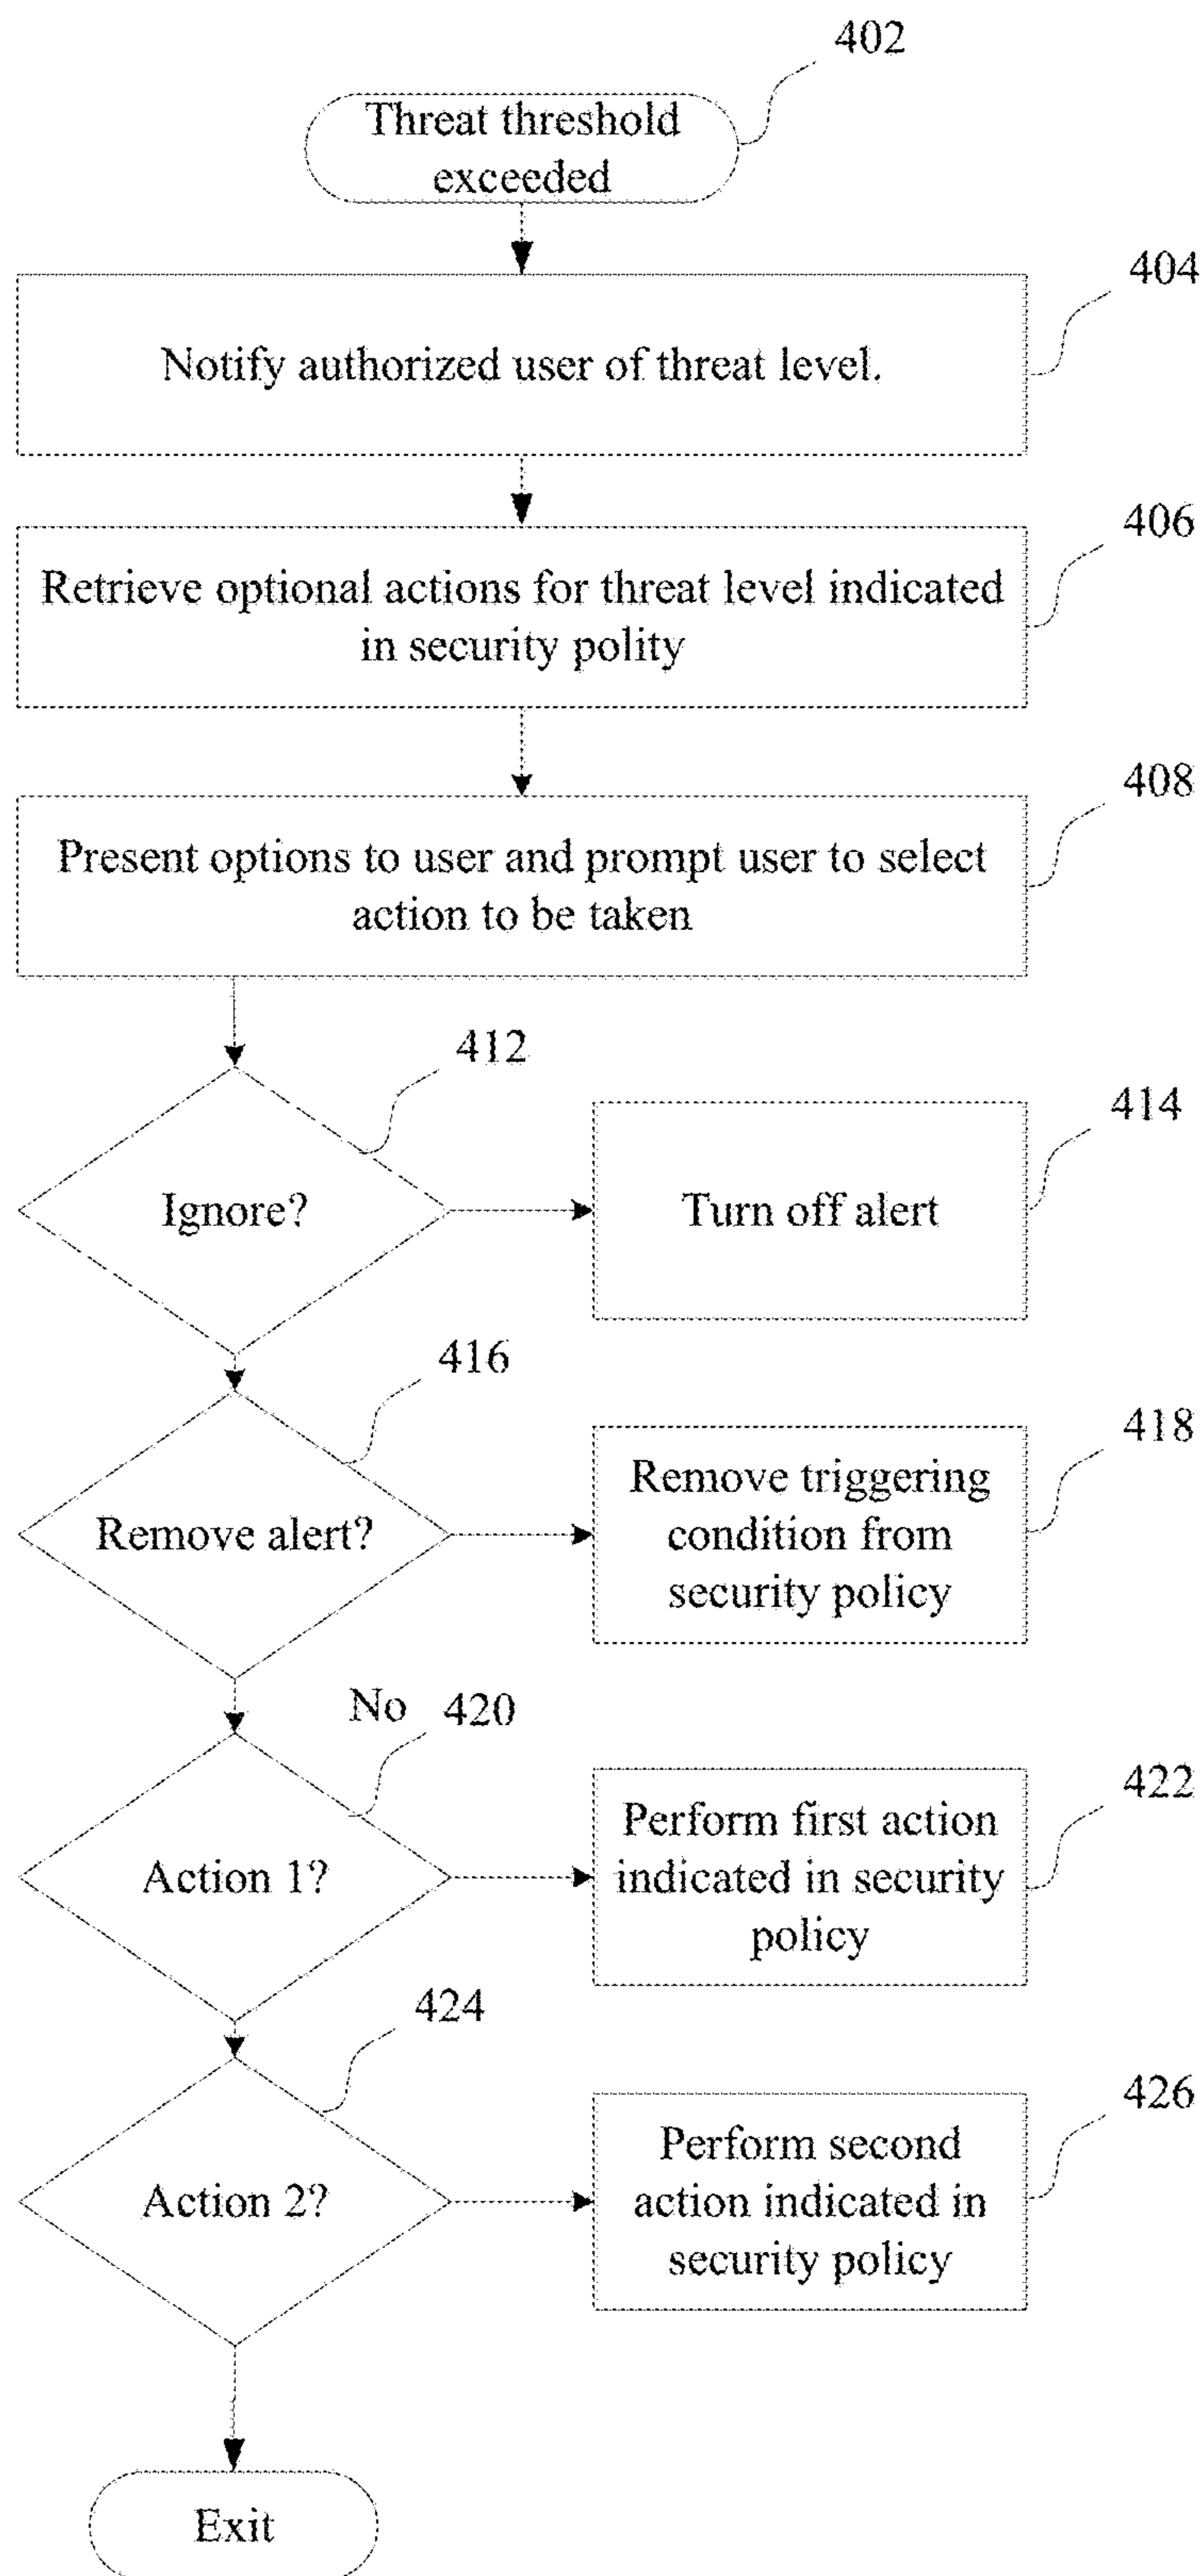 402
Threat threshold
exceeded
404
Notify authorized user of threat level.
406
Retrieve optional actions for threat level indicated
in security polity
408
Present options to user and prompt user to select
action to be taken
412
Ignore?
414
Turn off alert
416
Remove alert?
418
Remove triggering
condition from
security policy
No
420
Action 1?
422
Perform first action
indicated in security
policy
424
Action 2?
426
Perform second
action indicated in
security policy
Exit